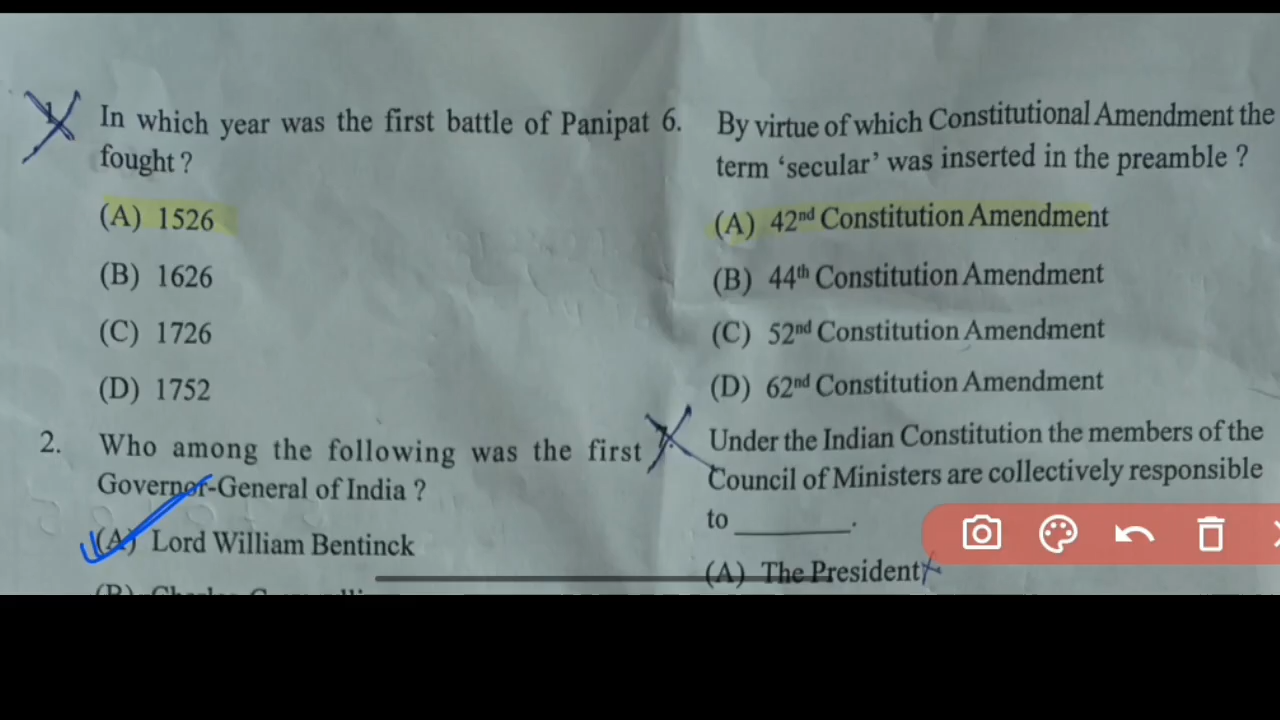 1. In which year was the first battle of Panipat
fought ?
(A) 1526
(B) 1626
(C) 1726
(D) 1752
2. Who among the following was the first
Governor-General of India ?
(A) Lord William Bentinck
6. By virtue of which Constitutional Amendment the
term ‘secular’ was inserted in the preamble ?
(A) 42nd Constitution Amendment
(B) 44th Constitution Amendment
(C) 52nd Constitution Amendment
(D) 62nd Constitution Amendment
7. Under the Indian Constitution the members of the
Council of Ministers are collectively responsible
to ________.
(A) The President